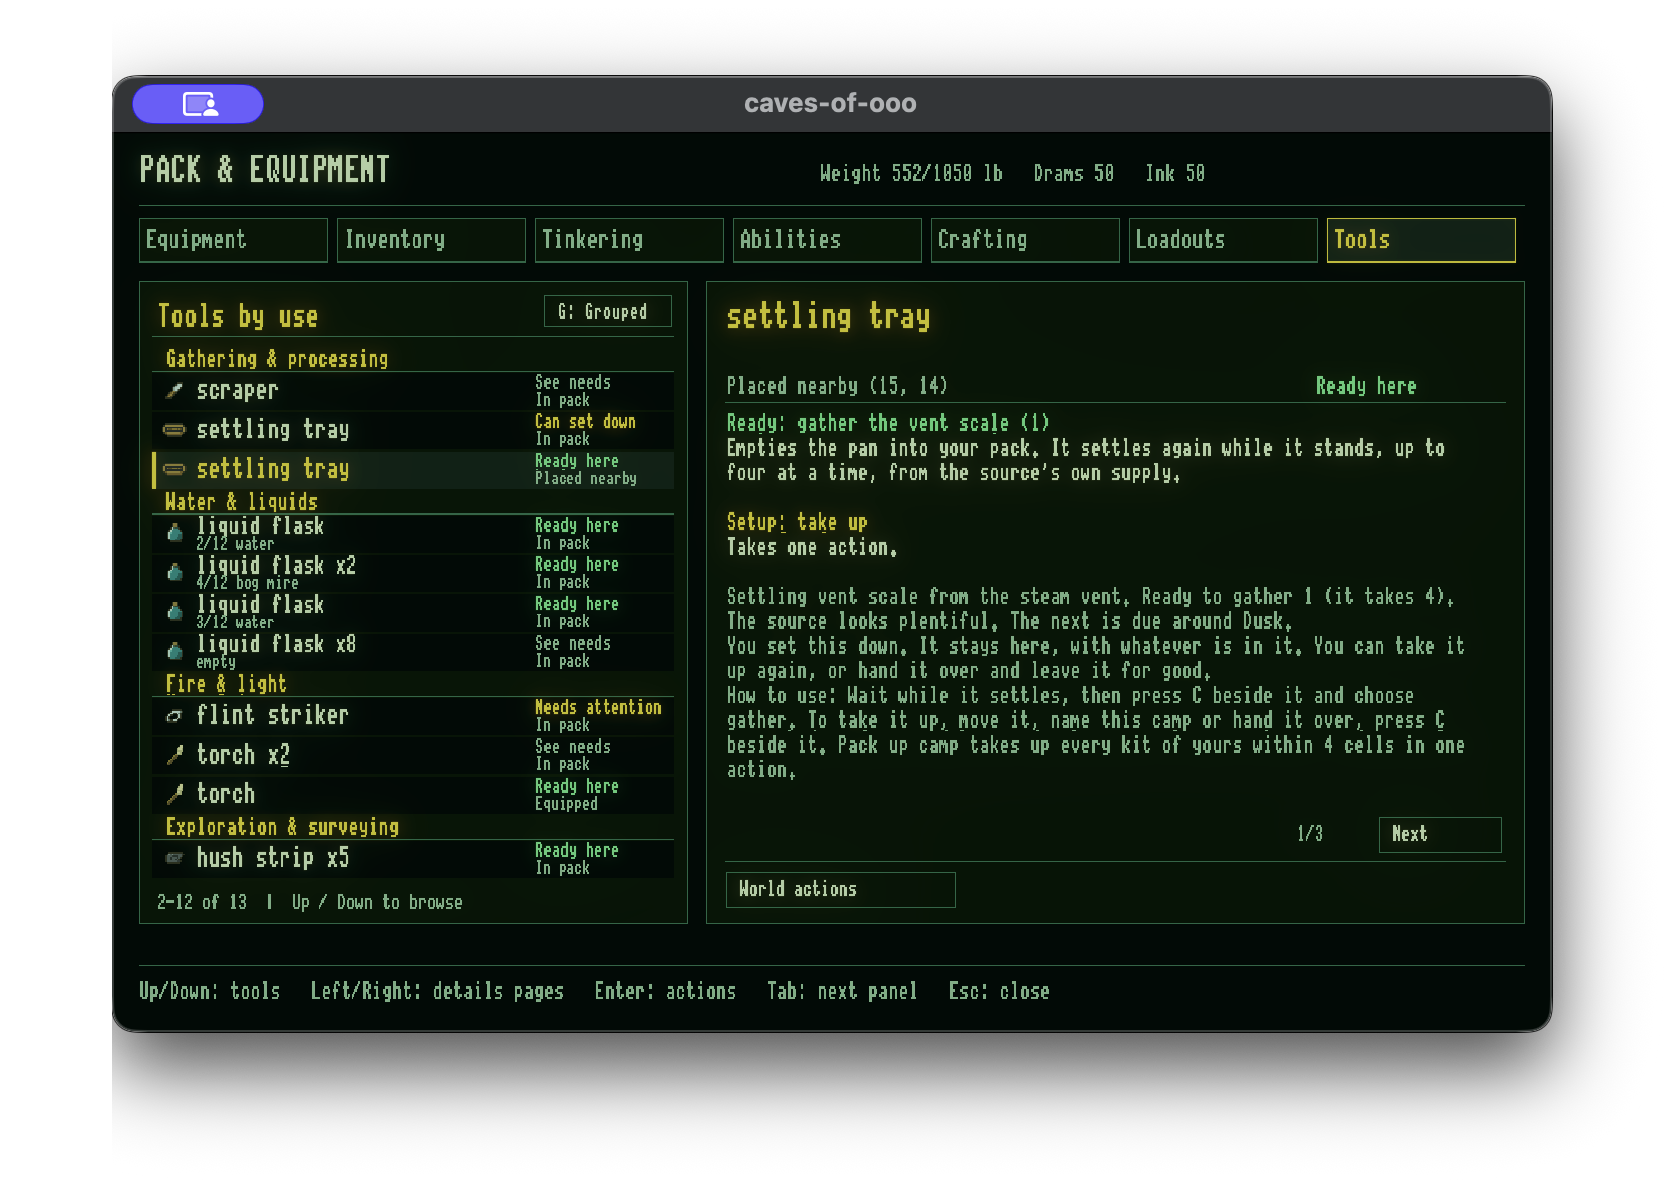 caves-of-ooo
PACK & EQUIPMENT
Weight 552/1050 lb Drams 50 Ink 50
Equipment Inventory Tinkering Abilities Crafting Loadouts Tools
Tools by use
G: Grouped
Gathering & processing
scraper
See needs
In pack
settling tray
Can set down
In pack
settling tray
Ready here
Placed nearby
Water & liquids
liquid flask
2/12 water
Ready here
In pack
liquid flask x2
4/12 bog mire
Ready here
In pack
liquid flask
3/12 water
Ready here
In pack
liquid flask x8
empty
See needs
In pack
Fire & light
flint striker
Needs attention
In pack
torch x2
See needs
In pack
torch
Ready here
Equipped
Exploration & surveying
hush strip x5
Ready here
In pack
2-12 of 13 | Up / Down to browse
settling tray
Placed nearby (15, 14)
Ready here
Ready: gather the vent scale (1)
Empties the pan into your pack. It settles again while it stands, up to
four at a time, from the source's own supply.
Setup: take up
Takes one action.
Settling vent scale from the steam vent. Ready to gather 1 (it takes 4).
The source looks plentiful. The next is due around Dusk.
You set this down. It stays here, with whatever is in it. You can take it
up again, or hand it over and leave it for good.
How to use: Wait while it settles, then press C beside it and choose
gather. To take it up, move it, name this camp or hand it over, press C
beside it. Pack up camp takes up every kit of yours within 4 cells in one
action.
1/3
Next
World actions
Up/Down: tools Left/Right: details pages Enter: actions Tab: next panel Esc: close